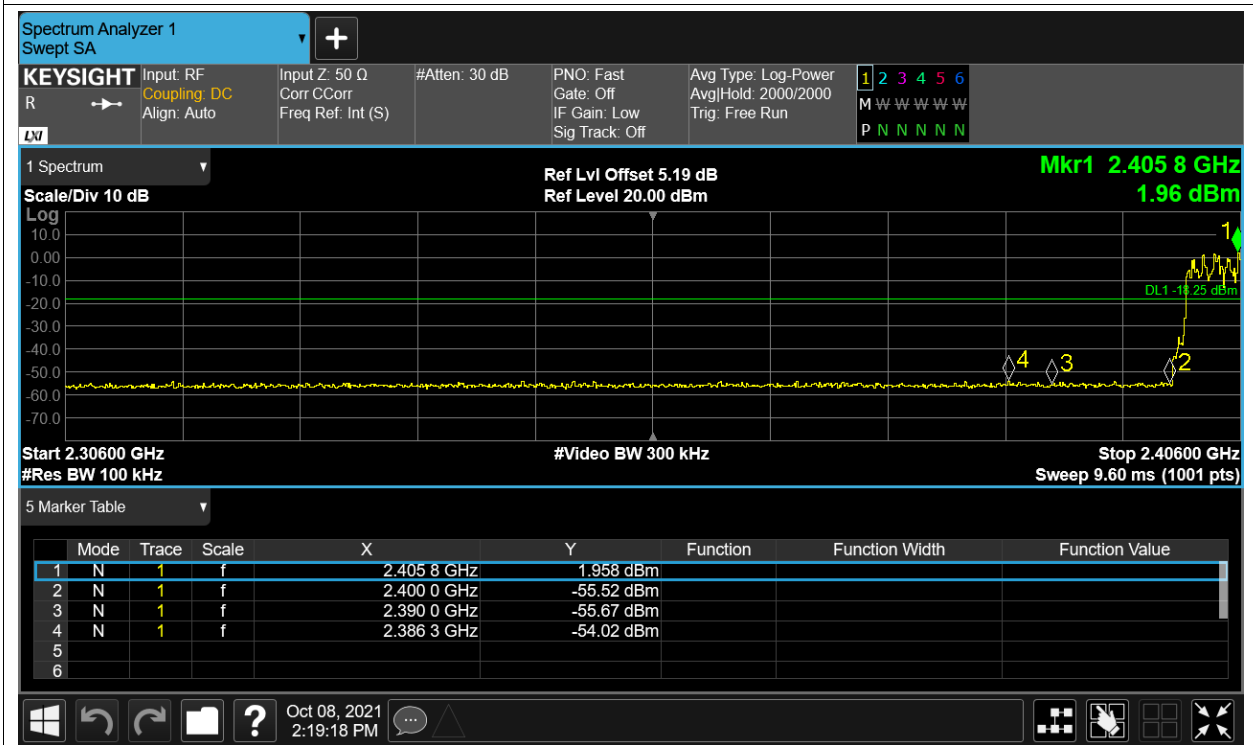 Spectrum Analyzer 1
Swept SA
+
KEYSIGHT Input: RF Input Z: 50 Ω #Atten: 30 dB PNO: Fast Avg Type: Log-Power 1 2 3 4 5 6
R Coupling: DC Corr CCorr Gate: Off Avg|Hold: 2000/2000 M W W W W W W
Align: Auto Freq Ref: Int (S) IF Gain: Low Trig: Free Run
LXI Sig Track: Off P N N N N N
1 Spectrum Ref Lvl Offset 5.19 dB Mkr1 2.405 8 GHz
Scale/Div 10 dB Ref Level 20.00 dBm 1.96 dBm
Log
10.0 1
0.00
-10.0
DL1 -18.25 dBm
-20.0
-30.0
-40.0
4 3 2
-50.0
-60.0
-70.0
Start 2.30600 GHz #Video BW 300 kHz Stop 2.40600 GHz
#Res BW 100 kHz Sweep 9.60 ms (1001 pts)
5 Marker Table
Mode Trace Scale X Y Function Function Width Function Value
1 N 1 f 2.405 8 GHz 1.958 dBm
2 N 1 f 2.400 0 GHz -55.52 dBm
3 N 1 f 2.390 0 GHz -55.67 dBm
4 N 1 f 2.386 3 GHz -54.02 dBm
5
6
? Oct 08, 2021
2:19:18 PM